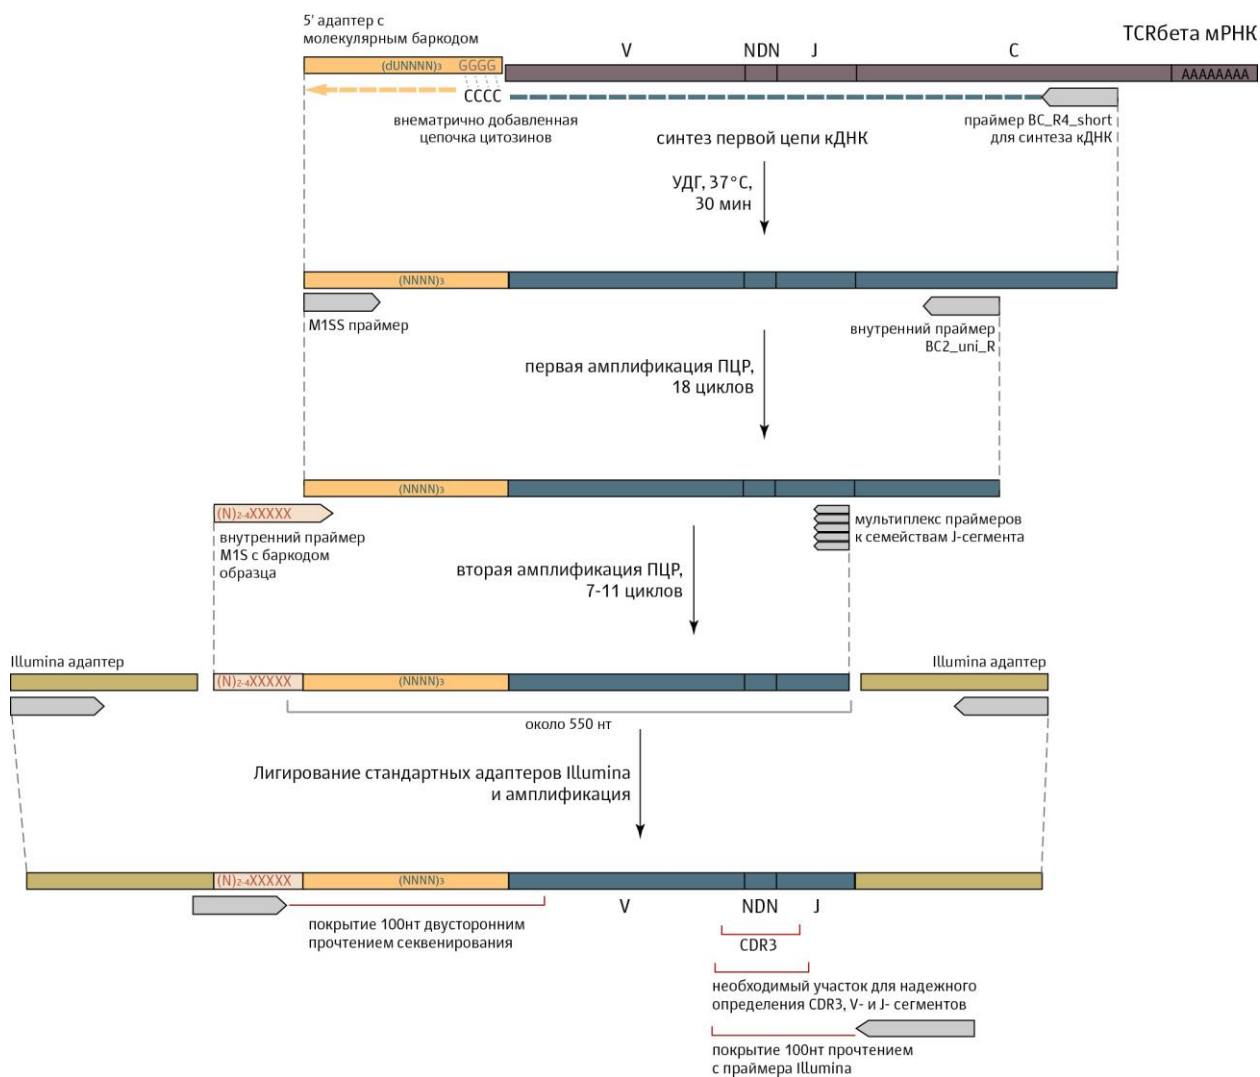 5' адаптер с
молекулярным баркодом
V
NDN
J
C
TCRбета мРНК
(dUNNNN)₃
GGGG
AAAAAAAA
CCCC
внематрично добавленная
цепочка цитозинов
праймер BC_R4_short
для синтеза кДНК
синтез первой цепи кДНК
УДГ, 37°С,
30 мин
(NNNN)₃
M1SS праймер
внутренний праймер
BC2_uni_R
первая амплификация ПЦР,
18 циклов
(NNNN)₃
(N)₂₋₄XXXXX
внутренний праймер
M1S с баркодом
образца
мультиплекс праймеров
к семействам J-сегмента
вторая амплификация ПЦР,
7-11 циклов
Illumina адаптер
Illumina адаптер
(N)₂₋₄XXXXX
(NNNN)₃
около 550 нт
Лигирование стандартных адаптеров Illumina
и амплификация
(N)₂₋₄XXXXX
(NNNN)₃
V
NDN
J
покрытие 100нт двусторонним
прочтением секвенирования
CDR3
необходимый участок для надежного
определения CDR3, V- и J- сегментов
покрытие 100нт прочтением
с праймера Illumina